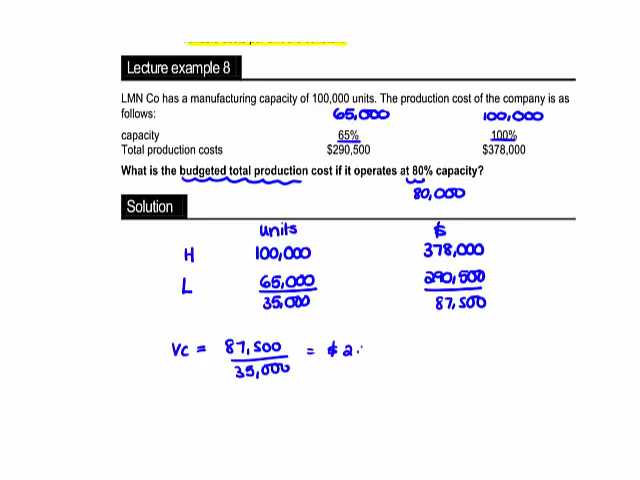 Lecture example 8
LMN Co has a manufacturing capacity of 100,000 units. The production cost of the company is as
follows: 65,000 100,000
capacity 65% 100%
Total production costs $290,500 $378,000
What is the budgeted total production cost if it operates at 80% capacity?
80,000
Solution
units $
H 100,000 378,000
L 65,000 290,500
35,000 87,500
VC = 87,500 = $2.
35,000